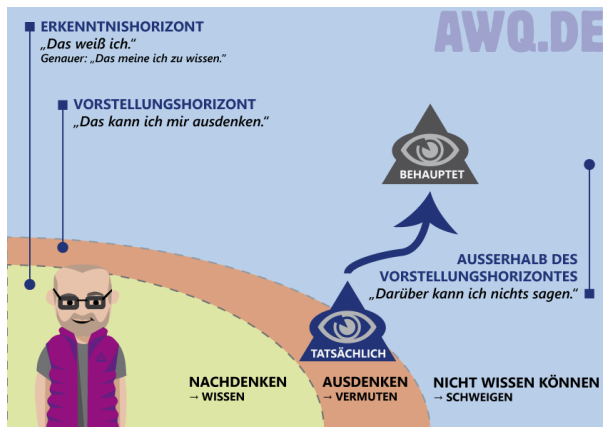 AWQ.DE
ERKENNTNISHORIZONT
„Das weiß ich.“
Genauer: „Das meine ich zu wissen.“
VORSTELLUNGSHORIZONT
„Das kann ich mir ausdenken.“
BEHAUPTET
AUSSERHALB DES
VORSTELLUNGSHORIZONTES
„Darüber kann ich nichts sagen.“
TATSÄCHLICH
NACHDENKEN
→ WISSEN
AUSDENKEN
→ VERMUTEN
NICHT WISSEN KÖNNEN
→ SCHWEIGEN